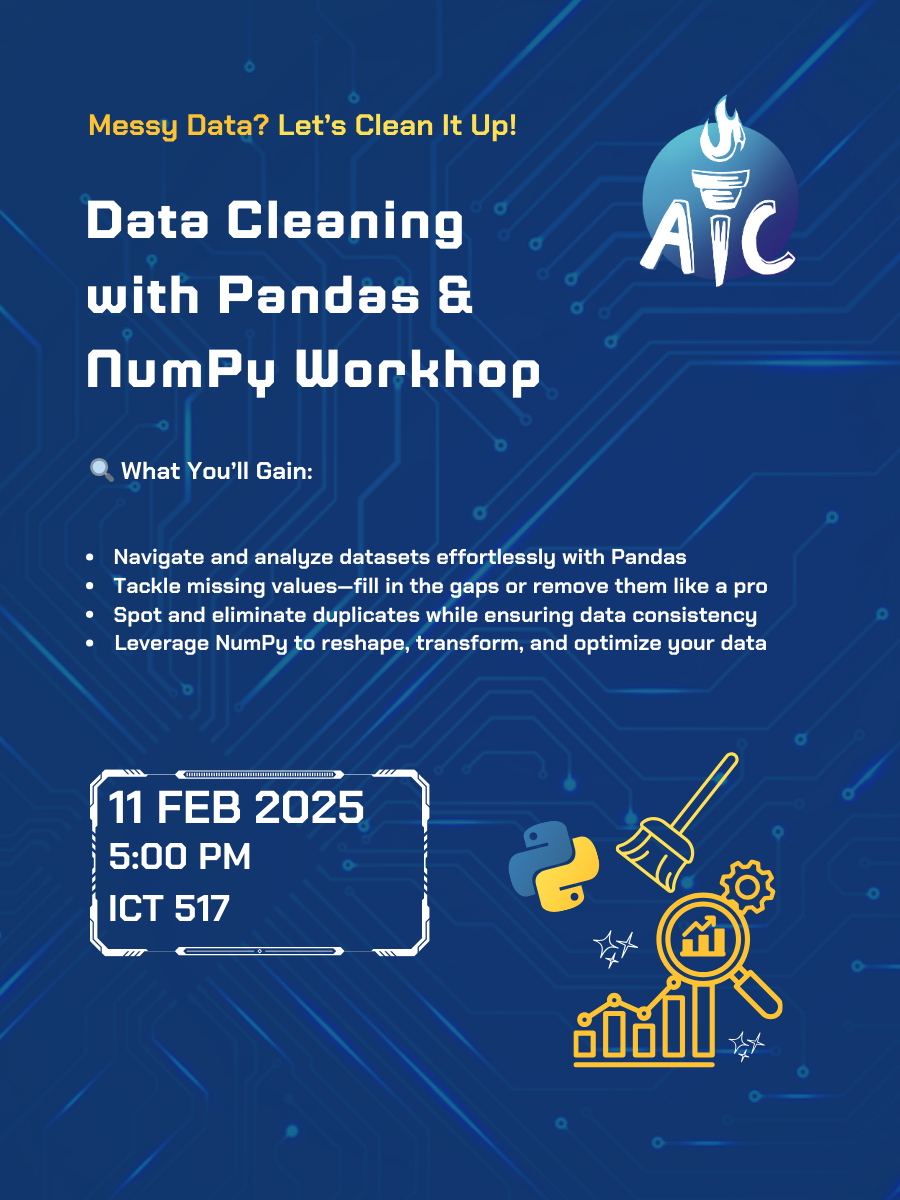 Messy Data? Let's Clean It Up!
AIC
Data Cleaning
with Pandas &
NumPy Workhop
🔍 What You'll Gain:
• Navigate and analyze datasets effortlessly with Pandas
• Tackle missing values—fill in the gaps or remove them like a pro
• Spot and eliminate duplicates while ensuring data consistency
• Leverage NumPy to reshape, transform, and optimize your data
11 FEB 2025
5:00 PM
ICT 517